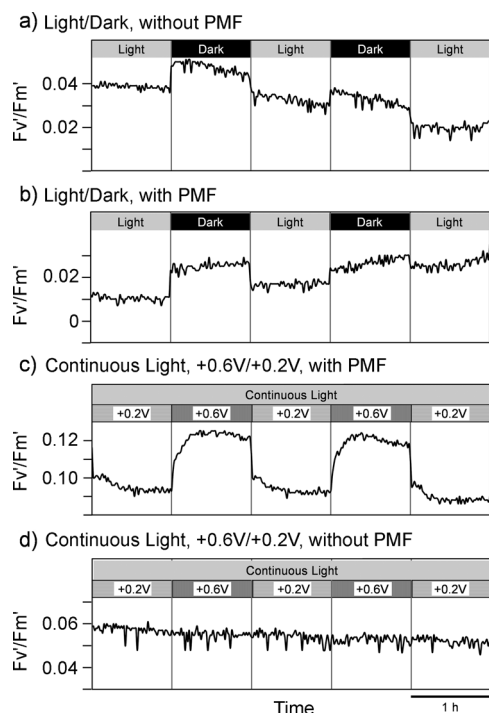 a) Light/Dark, without PMF
Light Dark Light Dark Light
0.04
0.02
Fv'/Fm'
b) Light/Dark, with PMF
Light Dark Light Dark Light
0.02
0
Fv'/Fm'
c) Continuous Light, +0.6V/+0.2V, with PMF
Continuous Light
+0.2V +0.6V +0.2V +0.6V +0.2V
0.12
0.10
Fv'/Fm'
d) Continuous Light, +0.6V/+0.2V, without PMF
Continuous Light
+0.2V +0.6V +0.2V +0.6V +0.2V
0.06
0.04
Fv'/Fm'
Time
1 h